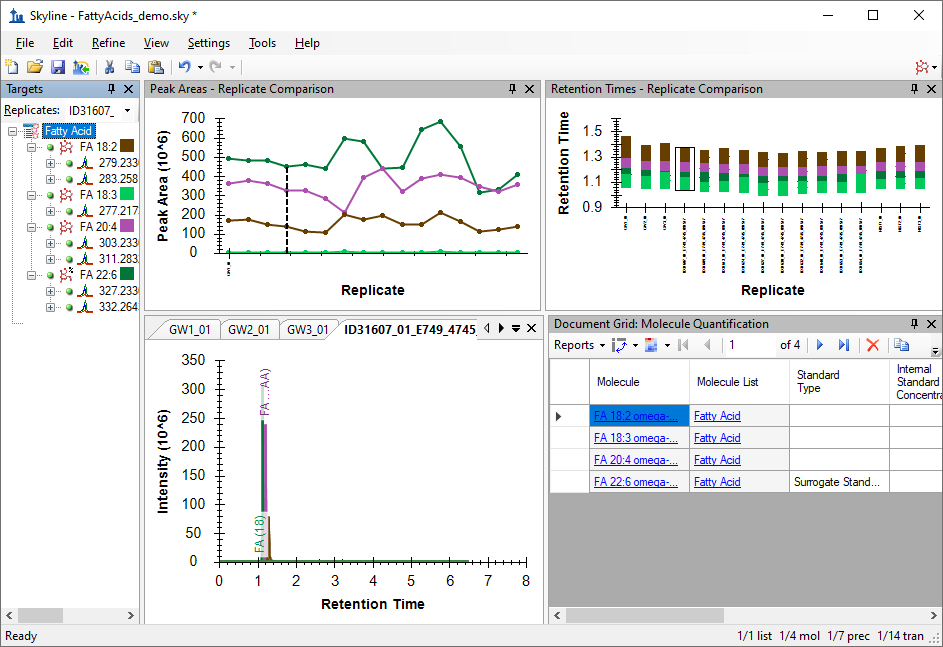 Skyline - FattyAcids_demo.sky *
File Edit Refine View Settings Tools Help
Targets
Replicates: ID31607_
Fatty Acid
FA 18:2
279.233
283.258
FA 18:3
277.217
FA 20:4
303.233
311.283
FA 22:6
327.233
332.264
Peak Areas - Replicate Comparison
Peak Area (10^6)
700
600
500
400
300
200
100
0
Replicate
Retention Times - Replicate Comparison
Retention Time
1.5
1.3
1.1
0.9
Replicate
GW1_01 GW2_01 GW3_01 ID31607_01_E749_4745
Intensity (10^6)
350
300
250
200
150
100
50
0
FA ...AA)
FA (18)
0 1 2 3 4 5 6 7 8
Retention Time
Document Grid: Molecule Quantification
Reports 1 of 4
Molecule Molecule List Standard Type Internal Standard Concentra
FA 18:2 omega-... Fatty Acid
FA 18:3 omega-... Fatty Acid
FA 20:4 omega-... Fatty Acid
FA 22:6 omega-... Fatty Acid Surrogate Stand...
Ready 1/1 list 1/4 mol 1/7 prec 1/14 tran